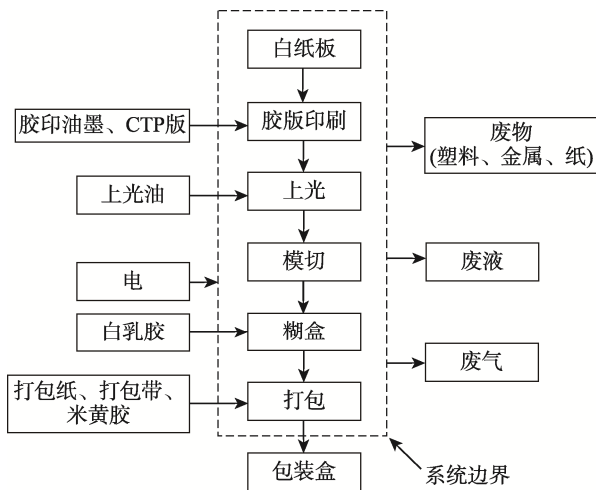 白纸板
胶印油墨、CTP版
胶版印刷
废物
(塑料、金属、纸)
上光油
上光
模切
废液
电
白乳胶
糊盒
废气
打包纸、打包带、
米黄胶
打包
包装盒
系统边界